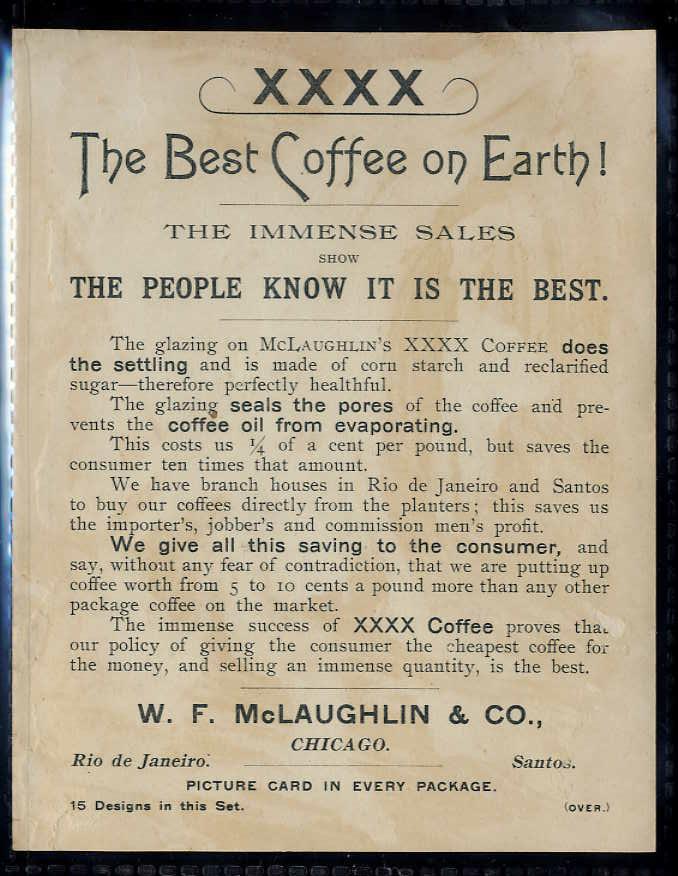 XXXX
The Best Coffee on Earth!
THE IMMENSE SALES
SHOW
THE PEOPLE KNOW IT IS THE BEST.
The glazing on McLaughlin's XXXX Coffee does
the settling and is made of corn starch and reclarified
sugar—therefore perfectly healthful.
The glazing seals the pores of the coffee and pre-
vents the coffee oil from evaporating.
This costs us ¼ of a cent per pound, but saves the
consumer ten times that amount.
We have branch houses in Rio de Janeiro and Santos
to buy our coffees directly from the planters; this saves us
the importer's, jobber's and commission men's profit.
We give all this saving to the consumer, and
say, without any fear of contradiction, that we are putting up
coffee worth from 5 to 10 cents a pound more than any other
package coffee on the market.
The immense success of XXXX Coffee proves that
our policy of giving the consumer the cheapest coffee for
the money, and selling an immense quantity, is the best.
W. F. McLAUGHLIN & CO.,
CHICAGO.
Rio de Janeiro. Santos.
PICTURE CARD IN EVERY PACKAGE.
15 Designs in this Set. (OVER.)